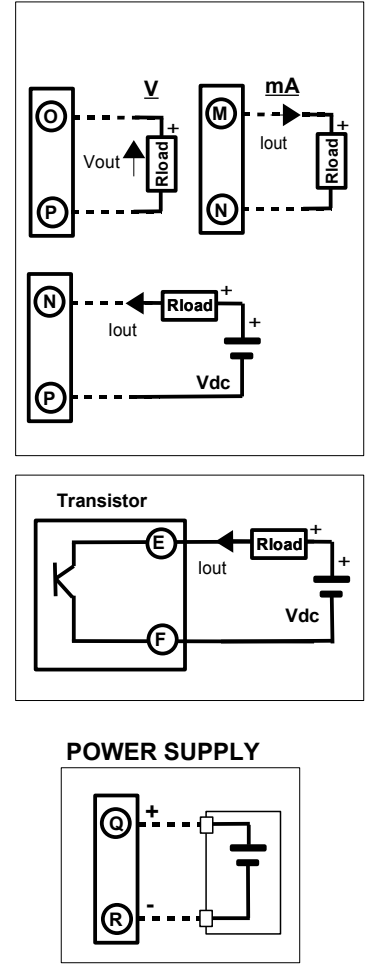 V
mA
O
Vout
+
Rload
P
M
Iout
+
Rload
N
N
Iout
Rload
+
+
Vdc
P
Transistor
E
Iout
Rload
+
+
Vdc
F
POWER SUPPLY
Q
+
R
-